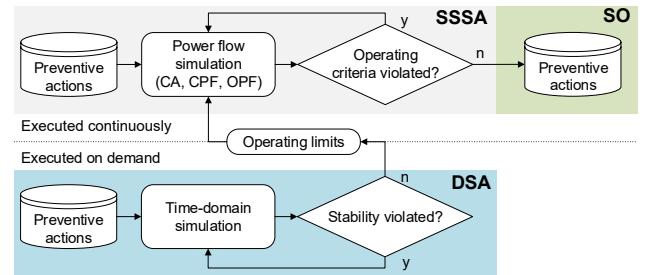 SSSA
SO
y
Preventive
actions
Power flow
simulation
(CA, CPF, OPF)
Operating
criteria violated?
n
Preventive
actions
Executed continuously
Operating limits
Executed on demand
DSA
n
Preventive
actions
Time-domain
simulation
Stability violated?
y